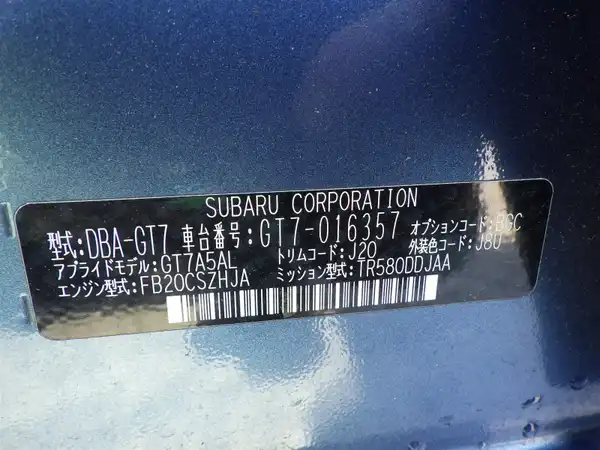 SUBARU CORPORATION
型式:DBA-GT7 車台番号:GT7-016357 オプションコード:BGC
アプライドモデル:GT7A5AL トリムコード:J20 外装色コード:J8U
エンジン型式:FB20CSZHJA ミッション型式:TR580DDJAA